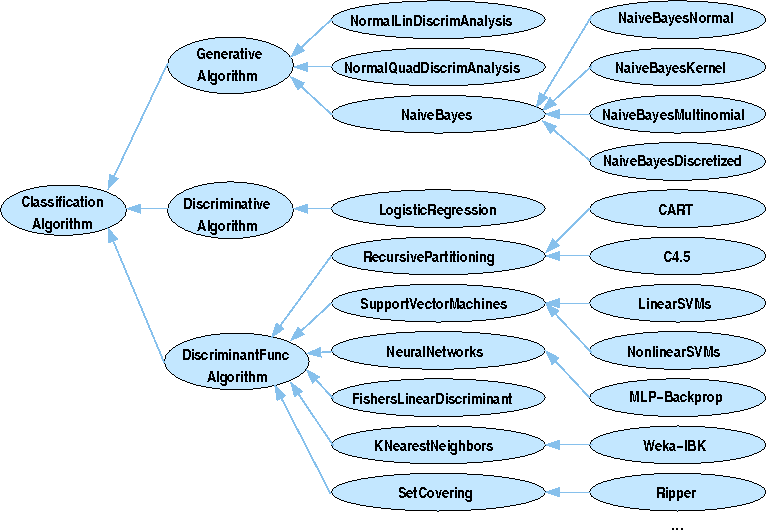 Classification
Algorithm
Generative
Algorithm
Discriminative
Algorithm
DiscriminantFunc
Algorithm
NormalLinDiscrimAnalysis
NormalQuadDiscrimAnalysis
NaiveBayes
LogisticRegression
RecursivePartitioning
SupportVectorMachines
NeuralNetworks
FishersLinearDiscriminant
KNearestNeighbors
SetCovering
NaiveBayesNormal
NaiveBayesKernel
NaiveBayesMultinomial
NaiveBayesDiscretized
CART
C4.5
LinearSVMs
NonlinearSVMs
MLP−Backprop
Weka−IBK
Ripper
...